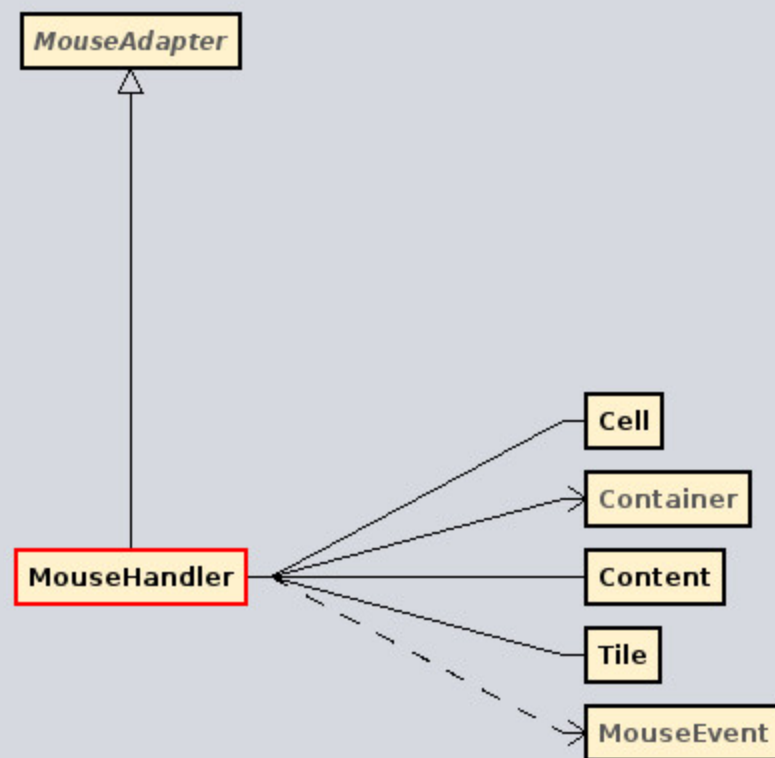 MouseAdapter
Cell
Container
MouseHandler
Content
Tile
MouseEvent